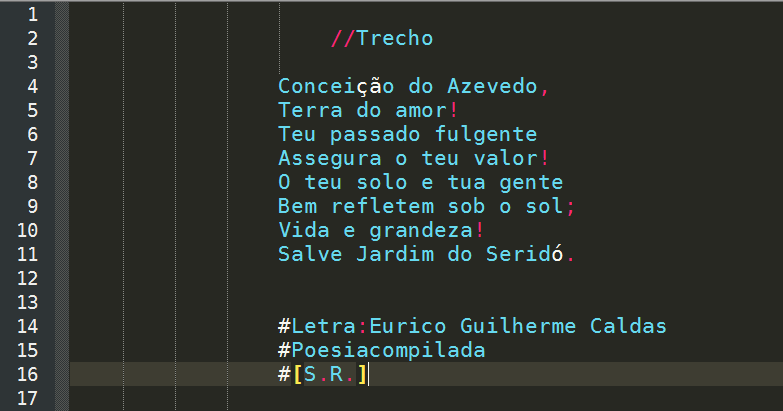 1
2 //Trecho
3
4 Conceição do Azevedo,
5 Terra do amor!
6 Teu passado fulgente
7 Assegura o teu valor!
8 O teu solo e tua gente
9 Bem refletem sob o sol;
10 Vida e grandeza!
11 Salve Jardim do Seridó.
12
13
14 #Letra:Eurico Guilherme Caldas
15 #Poesiacompilada
16 #[S.R.]
17